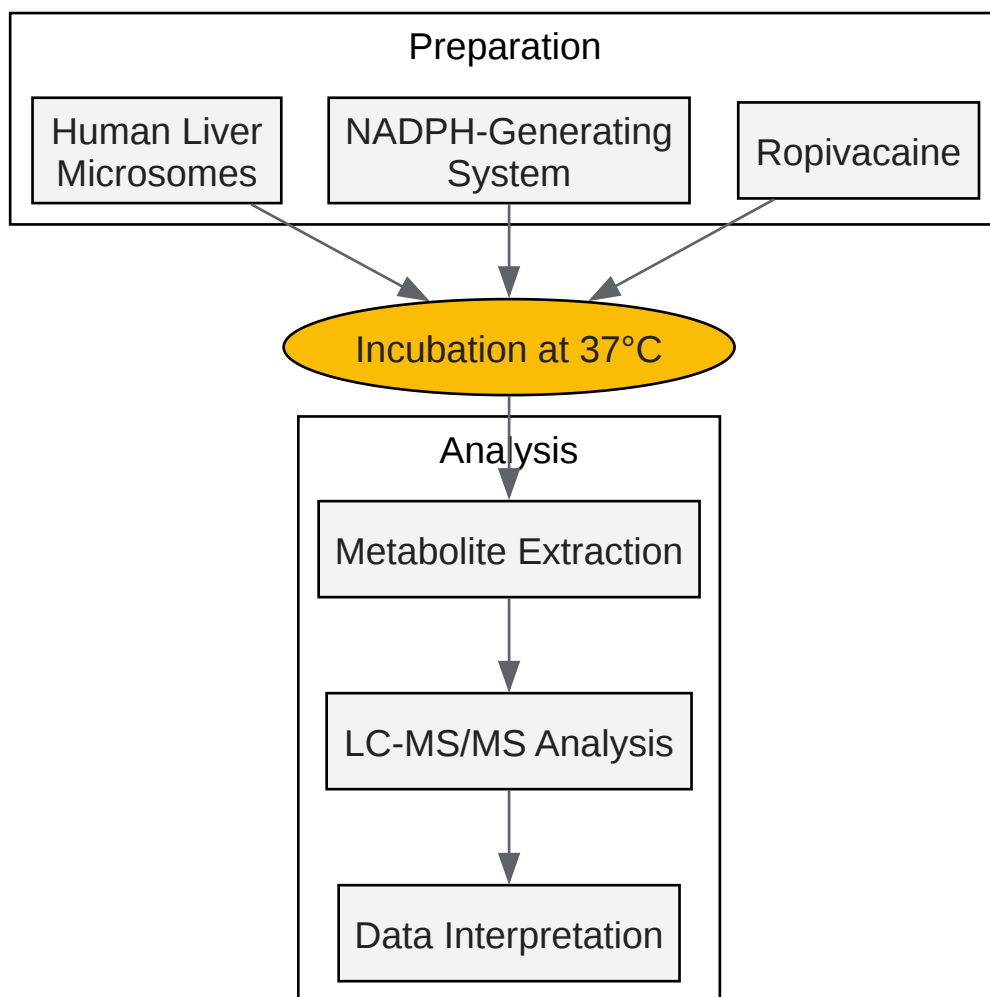 Preparation
Human Liver
Microsomes
NADPH-Generating
System
Ropivacaine
Incubation at 37°C
Analysis
Metabolite Extraction
LC-MS/MS Analysis
Data Interpretation